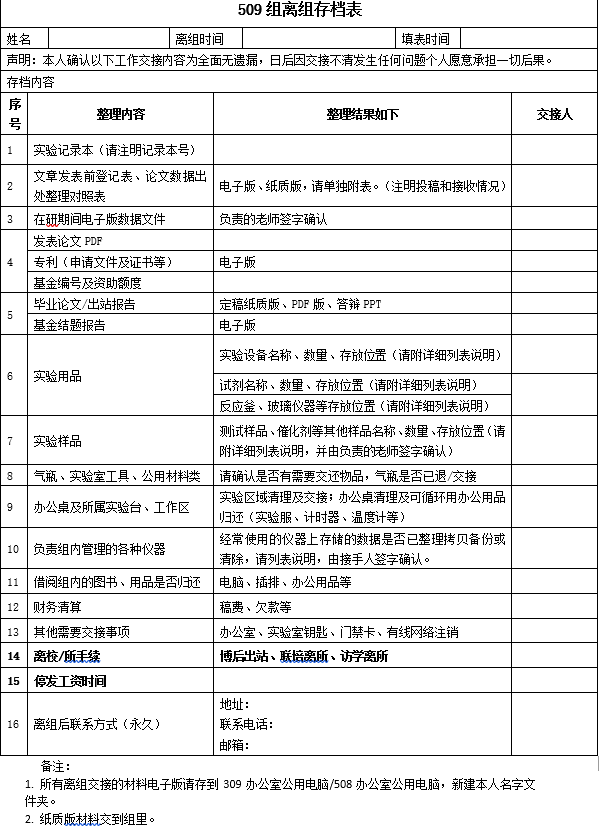 509 组离组存档表
姓名 离组时间 填表时间
声明：本人确认以下工作交接内容为全面无遗漏，日后因交接不清发生任何问题个人愿意承担一切后果。
存档内容
序号 整理内容 整理结果如下 交接人
1 实验记录本（请注明记录本号）
2 文章发表前登记表、论文数据出
处整理对照表 电子版、纸质版，请单独附表。（注明投稿和接收情况）
3 在研期间电子版数据文件 负责的老师签字确认
发表论文 PDF
4 专利（申请文件及证书等） 电子版
基金编号及资助额度
5 毕业论文/出站报告 定稿纸质版、PDF 版、答辩 PPT
基金结题报告 电子版
6 实验用品 实验设备名称、数量、存放位置（请附详细列表说明）
试剂名称、数量、存放位置（请附详细列表说明）
反应釜、玻璃仪器等存放位置（请附详细列表说明）
7 实验样品 测试样品、催化剂等其他样品名称、数量、存放位置（请
附详细列表说明，并由负责的老师签字确认）
8 气瓶、实验室工具、公用材料类 请确认是否有需要交还物品，气瓶是否已退/交接
9 办公桌及所属实验台、工作区 实验区域清理及交接；办公桌清理及可循环用办公用品
归还（实验服、计时器、温度计等）
10 负责组内管理的各种仪器 经常使用的仪器上存储的数据是否已整理拷贝备份或
清除，请列表说明，由接手人签字确认。
11 借阅组内的图书、用品是否归还 电脑、插排、办公用品等
12 财务清算 稿费、欠款等
13 其他需要交接事项 办公室、实验室钥匙、门禁卡、有线网络注销
14 离校/所手续 博后出站、联培离所、访学离所
15 停发工资时间
16 离组后联系方式（永久） 地址：
联系电话：
邮箱：
备注：
1. 所有离组交接的材料电子版请存到 309 办公室公用电脑/508 办公室公用电脑，新建本人名字文
件夹。
2. 纸质版材料交到组里。